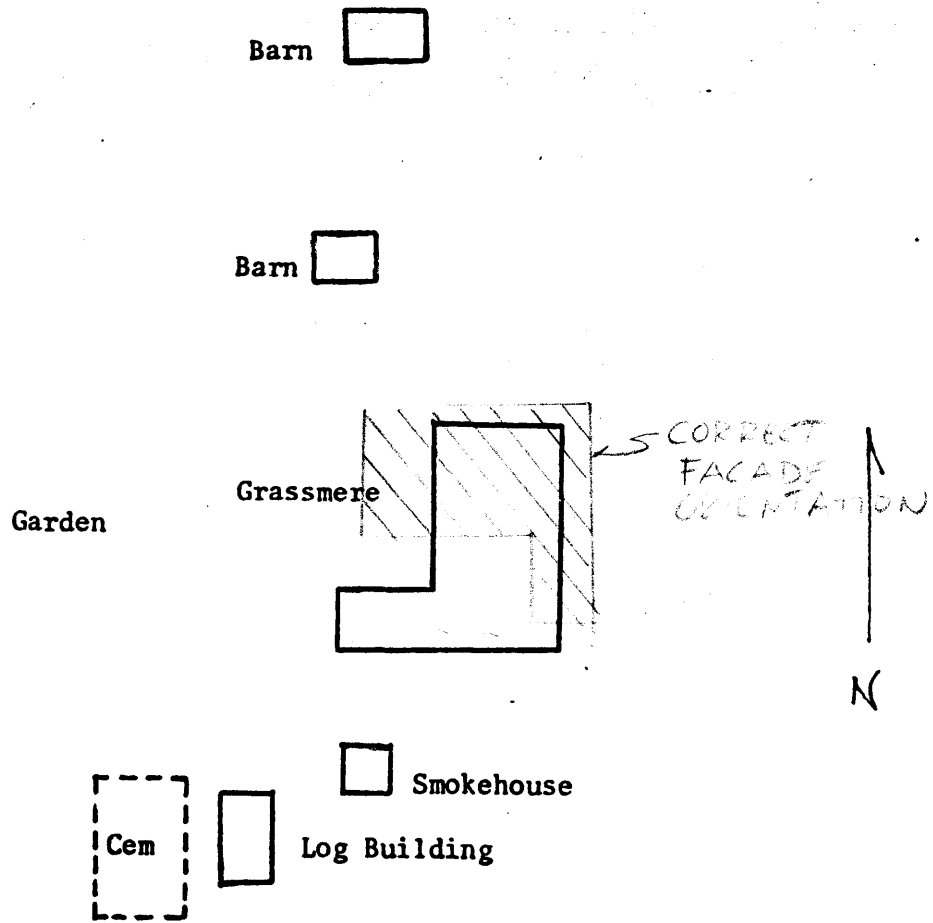 Barn
Barn
CORRECT
FACADE
ORIENTATION
Grassmere
Garden
N
Smokehouse
Cem
Log Building